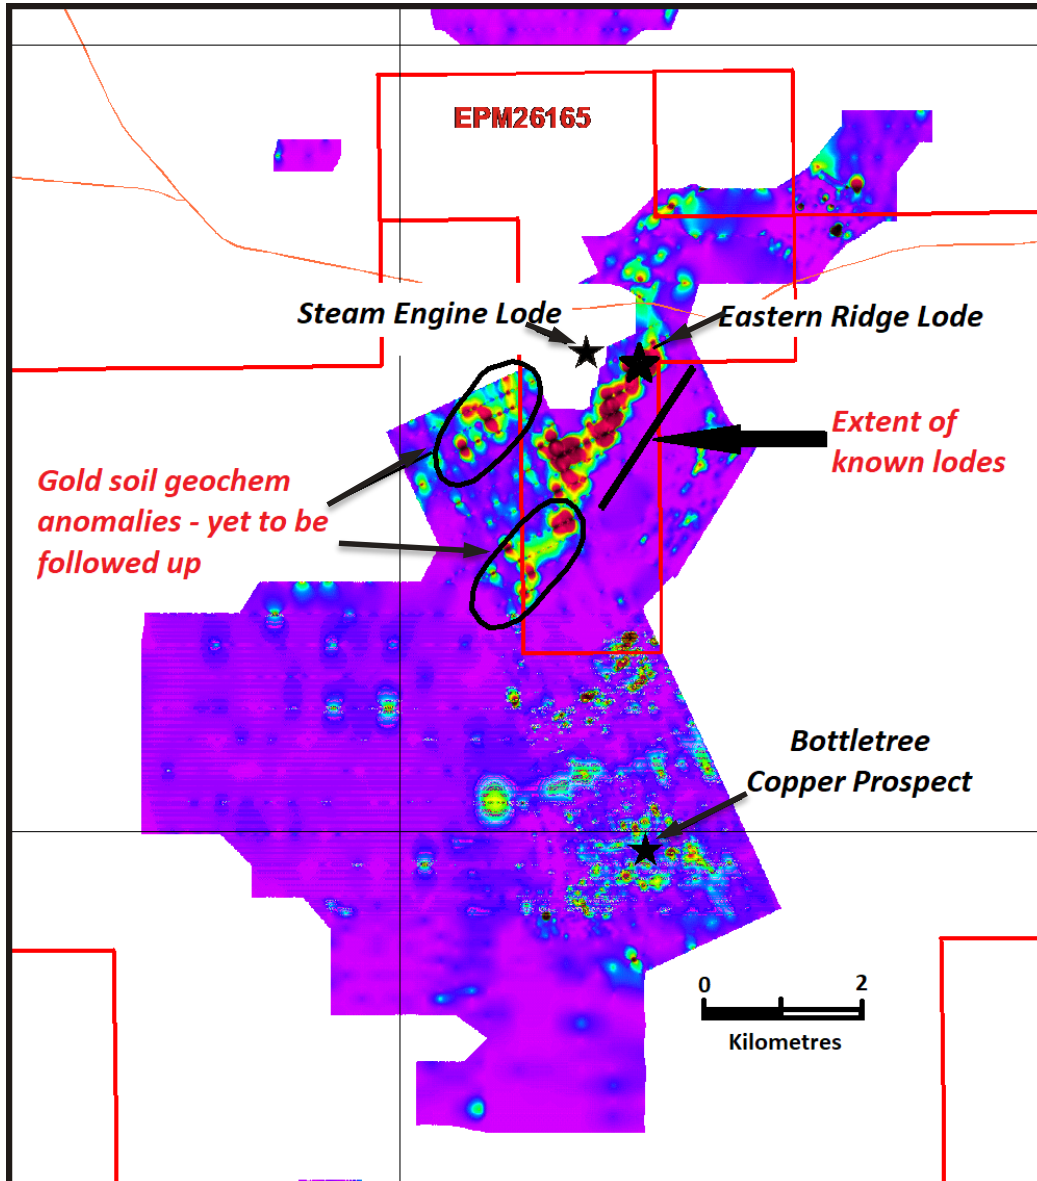 EPM26165
Steam Engine Lode
Eastern Ridge Lode
Extent of
known lodes
Gold soil geochem
anomalies - yet to be
followed up
Bottletree
Copper Prospect
0 2
Kilometres